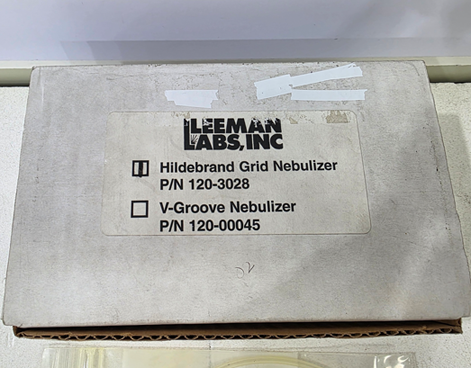 LEEMAN
LABS, INC
Hildebrand Grid Nebulizer
P/N 120-3028
V-Groove Nebulizer
P/N 120-00045